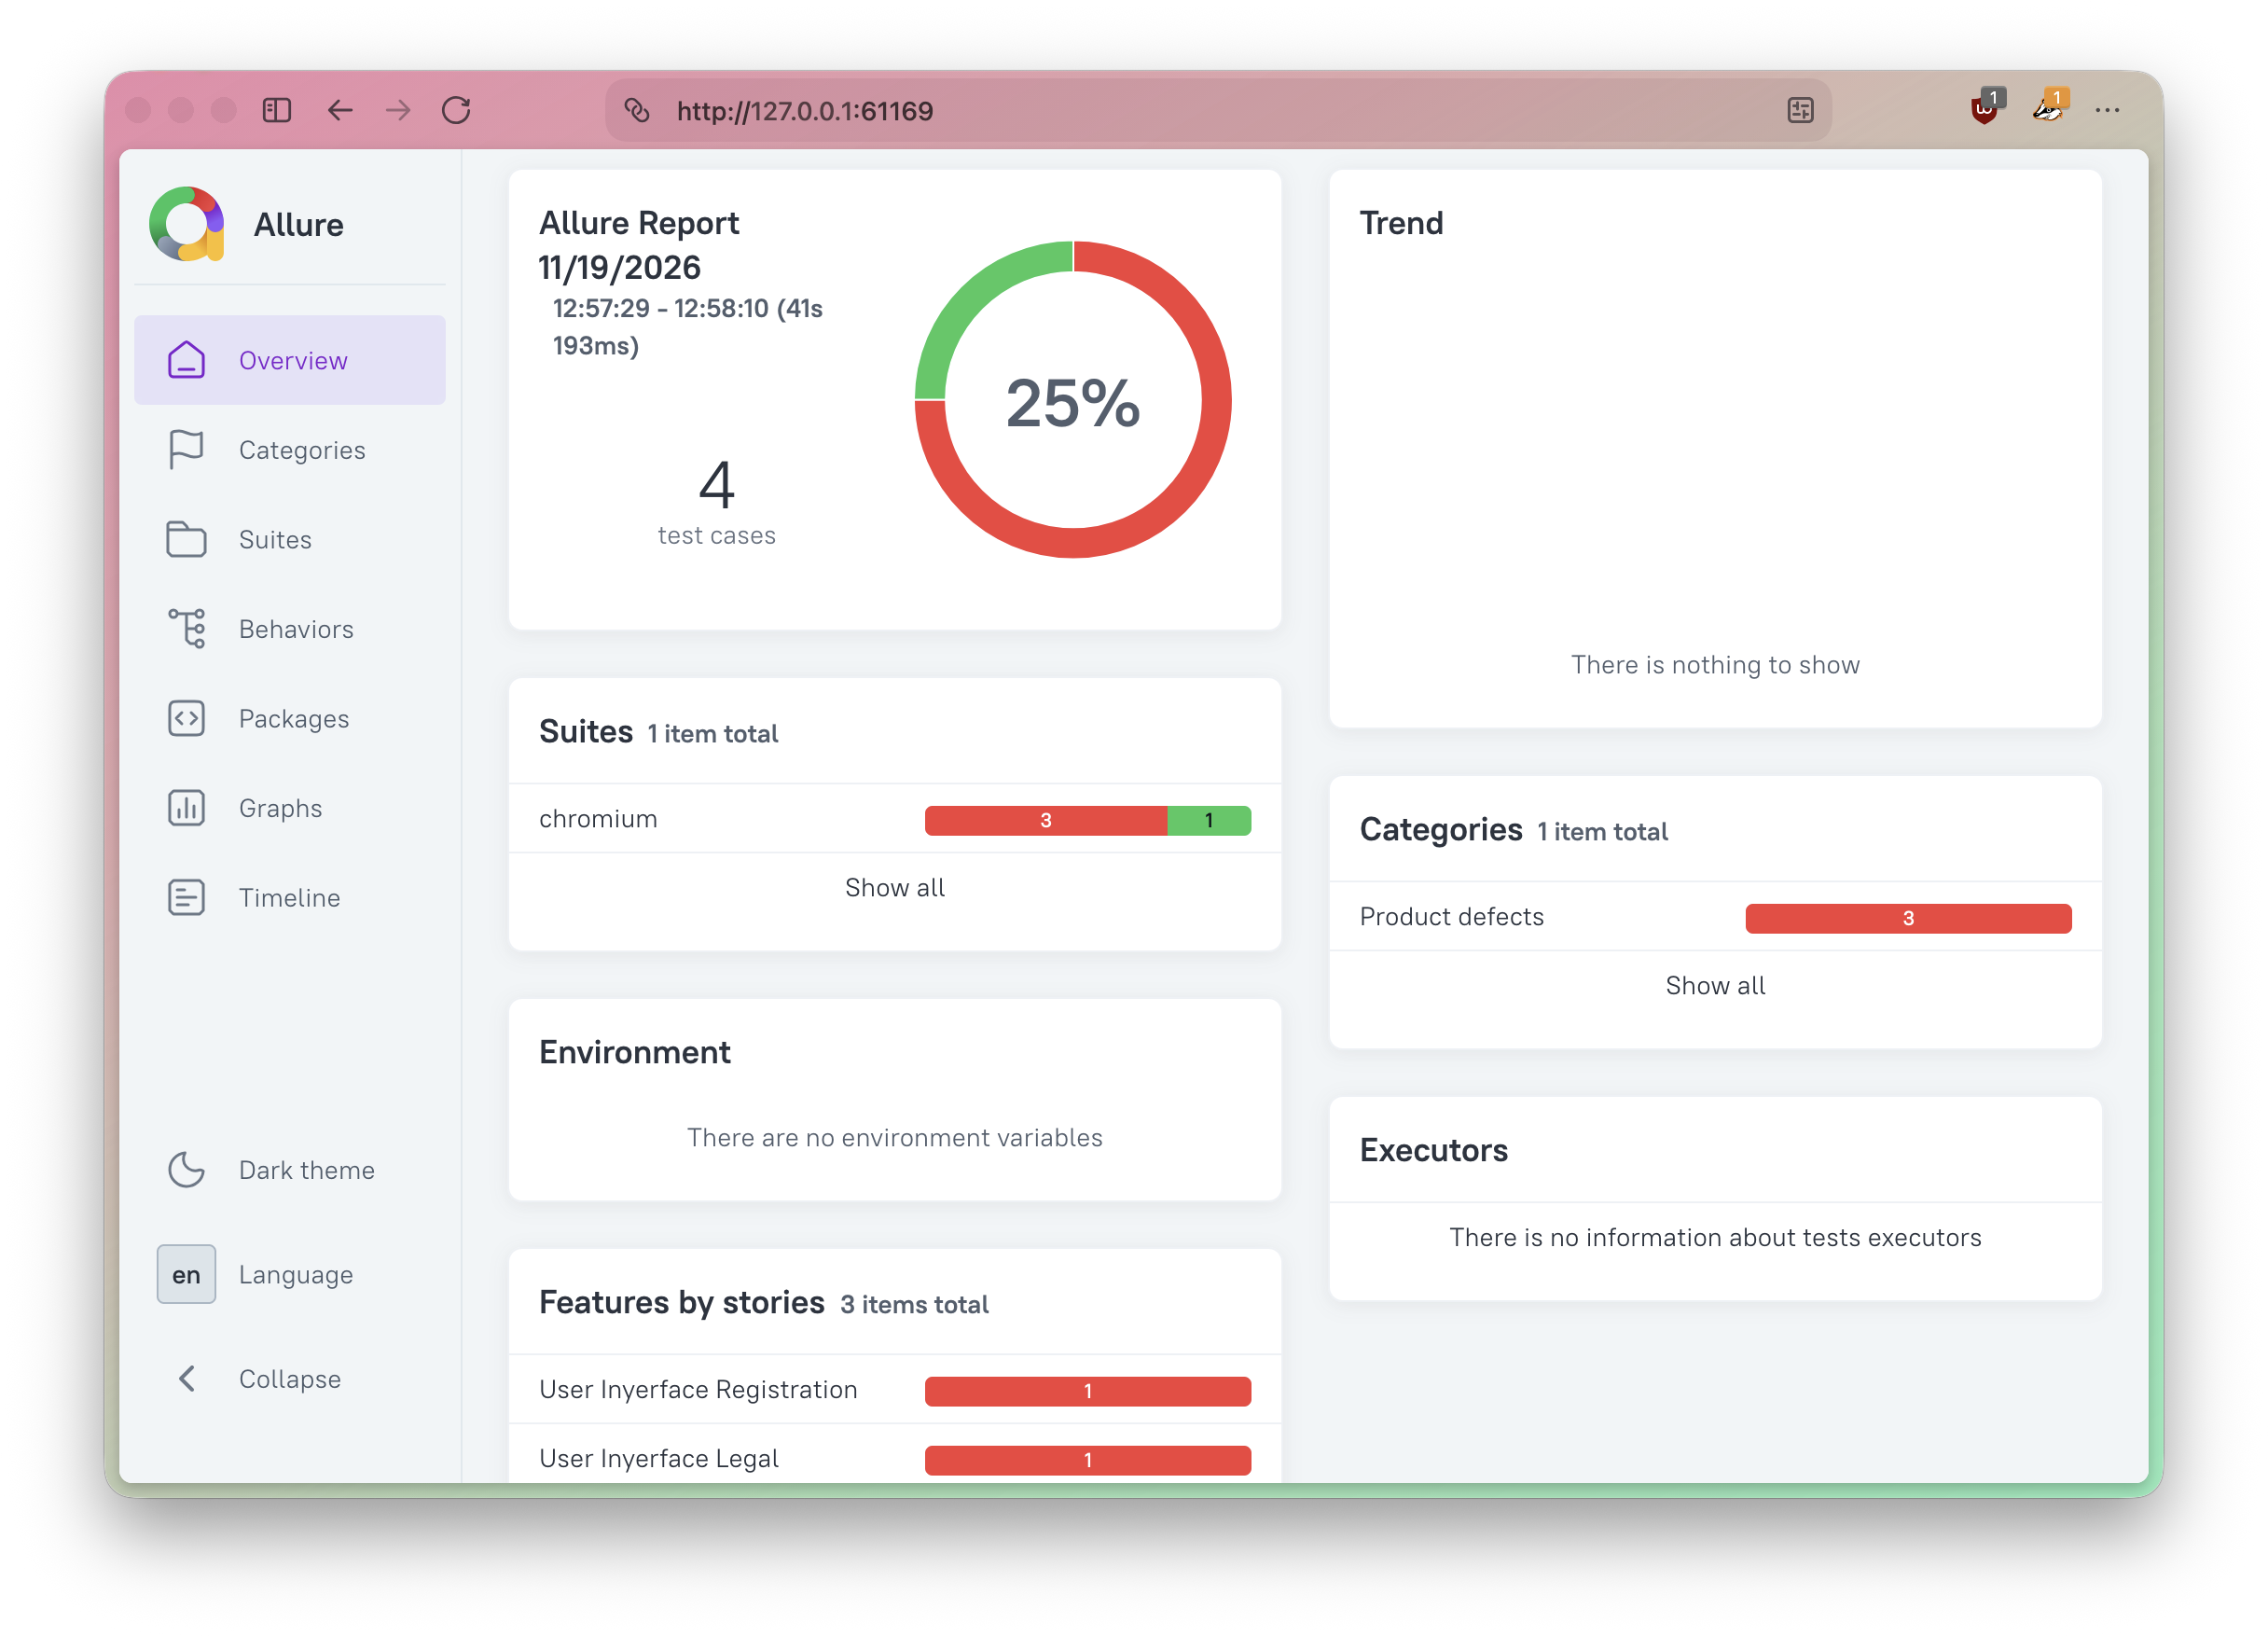 http://127.0.0.1:61169
1
1
Allure
Overview
Categories
Suites
Behaviors
Packages
Graphs
Timeline
Dark theme
en
Language
Collapse
Allure Report
11/19/2026
12:57:29 - 12:58:10 (41s
193ms)
4
test cases
25%
Suites 1 item total
chromium 3 1
Show all
Environment
There are no environment variables
Features by stories 3 items total
User Inyerface Registration 1
User Inyerface Legal 1
Trend
There is nothing to show
Categories 1 item total
Product defects 3
Show all
Executors
There is no information about tests executors